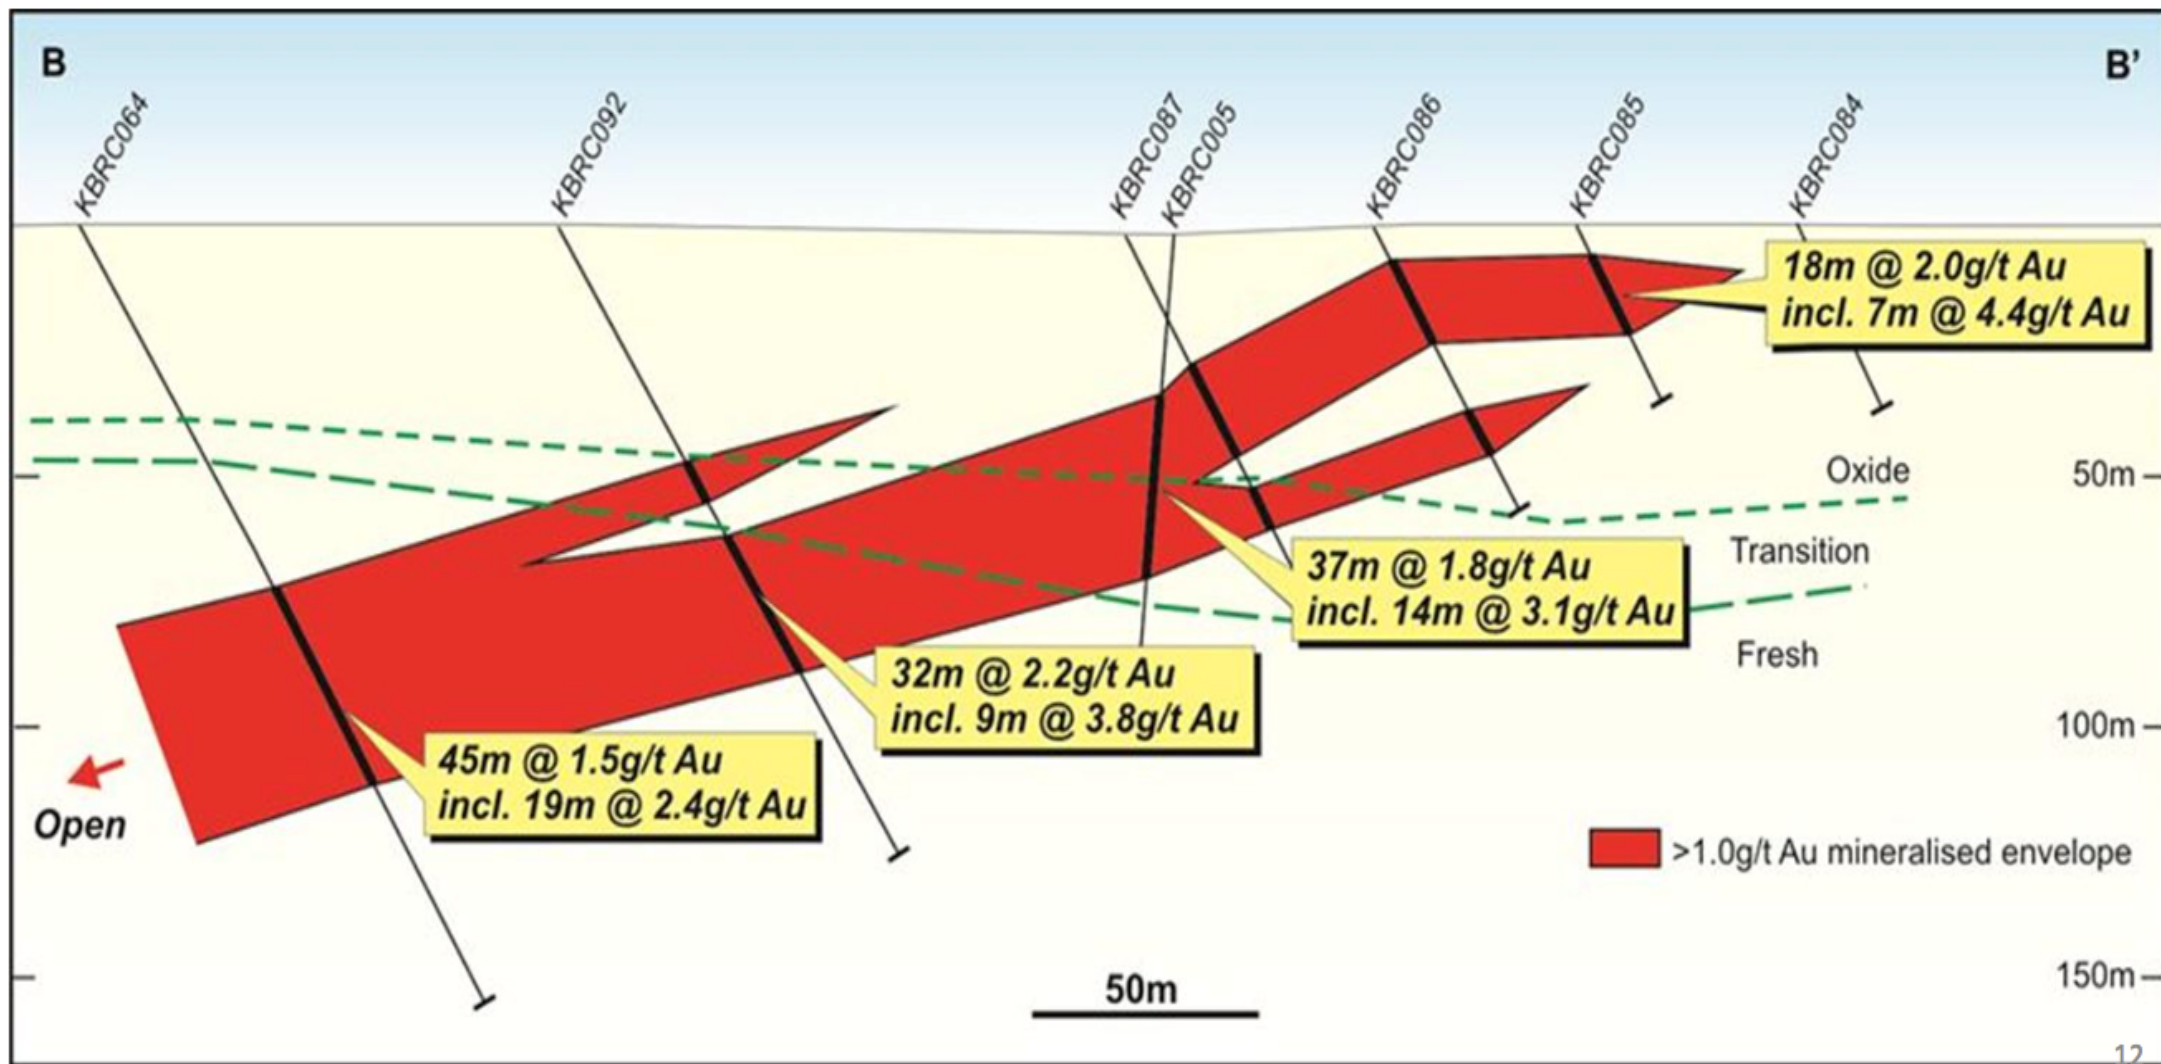 B
B’
KBRC064
KBRC092
KBRC087
KBRC005
KBRC086
KBRC085
KBRC084
18m @ 2.0g/t Au
incl. 7m @ 4.4g/t Au
Oxide
50m
Transition
37m @ 1.8g/t Au
incl. 14m @ 3.1g/t Au
Fresh
32m @ 2.2g/t Au
incl. 9m @ 3.8g/t Au
100m
45m @ 1.5g/t Au
incl. 19m @ 2.4g/t Au
Open
>1.0g/t Au mineralised envelope
150m
50m
12